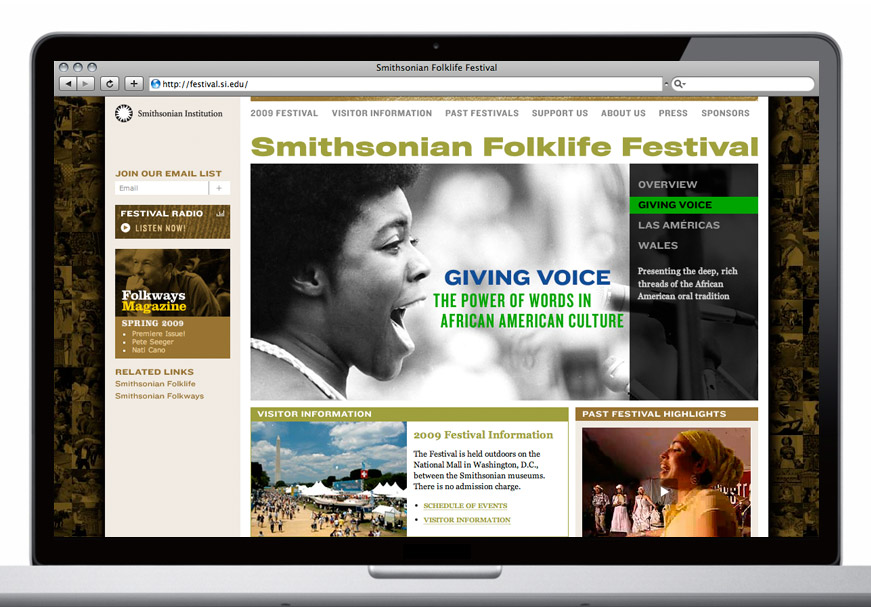 Smithsonian Folklife Festival
http://festival.si.edu/
Smithsonian Institution
2009 FESTIVAL VISITOR INFORMATION PAST FESTIVALS SUPPORT US ABOUT US PRESS SPONSORS
Smithsonian Folklife Festival
JOIN OUR EMAIL LIST
Email +
FESTIVAL RADIO
LISTEN NOW!
Folkways
Magazine
SPRING 2009
• Premiere Issue!
• Pete Seeger
• Nati Cano
RELATED LINKS
Smithsonian Folklife
Smithsonian Folkways
GIVING VOICE
THE POWER OF WORDS IN
AFRICAN AMERICAN CULTURE
OVERVIEW
GIVING VOICE
LAS AMÉRICAS
WALES
Presenting the deep, rich
threads of the African
American oral tradition
VISITOR INFORMATION
2009 Festival Information
The Festival is held outdoors on the
National Mall in Washington, D.C.,
between the Smithsonian museums.
There is no admission charge.
• SCHEDULE OF EVENTS
• VISITOR INFORMATION
PAST FESTIVAL HIGHLIGHTS